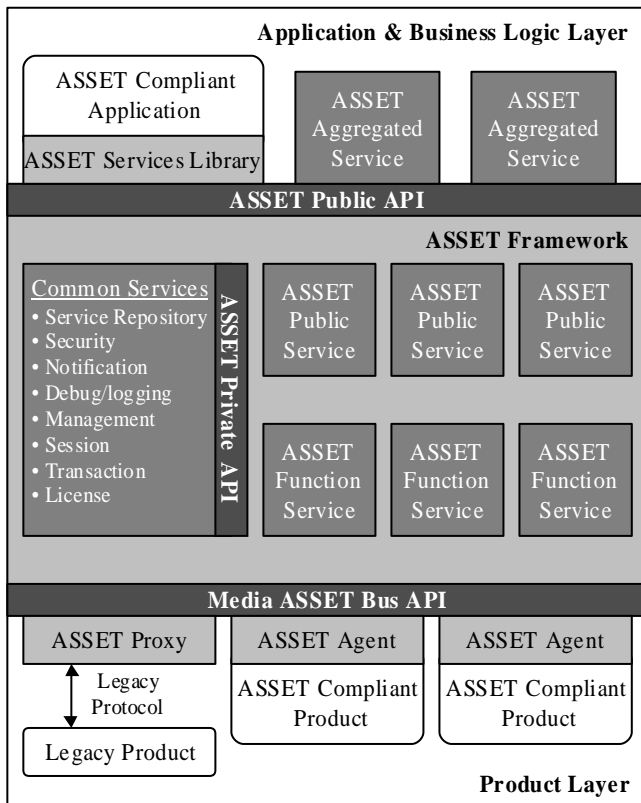 Application & Business Logic Layer
ASSET Compliant
Application
ASSET Services Library
ASSET
Aggregated
Service
ASSET
Aggregated
Service
ASSET Public API
ASSET Framework
Common Services
• Service Repository
• Security
• Notification
• Debug/logging
• Management
• Session
• Transaction
• License
ASSET Private API
ASSET
Public
Service
ASSET
Public
Service
ASSET
Public
Service
ASSET
Function
Service
ASSET
Function
Service
ASSET
Function
Service
Media ASSET Bus API
ASSET Proxy
Legacy
Protocol
Legacy Product
ASSET Agent
ASSET Compliant
Product
ASSET Agent
ASSET Compliant
Product
Product Layer